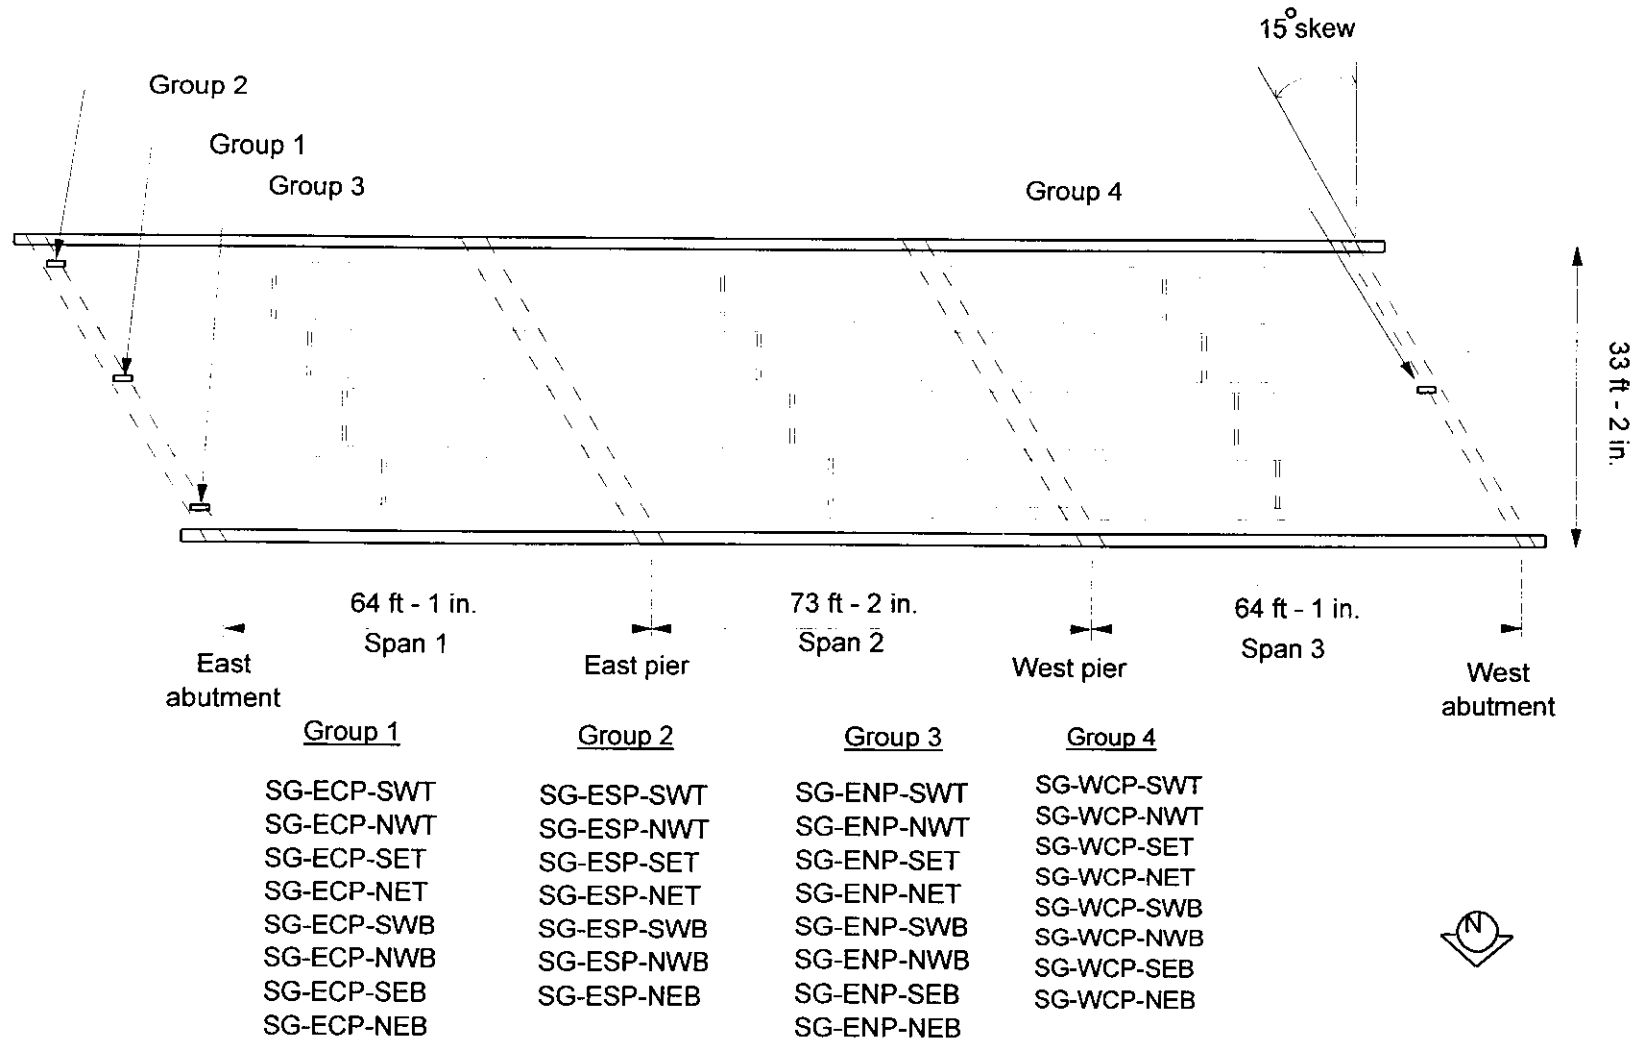 15° skew
Group 2
Group 1
Group 3
Group 4
33 ft - 2 in.
64 ft - 1 in.
Span 1
73 ft - 2 in.
Span 2
64 ft - 1 in.
Span 3
East
abutment
East pier
West pier
West
abutment
Group 1
SG-ECP-SWT
SG-ECP-NWT
SG-ECP-SET
SG-ECP-NET
SG-ECP-SWB
SG-ECP-NWB
SG-ECP-SEB
SG-ECP-NEB
Group 2
SG-ESP-SWT
SG-ESP-NWT
SG-ESP-SET
SG-ESP-NET
SG-ESP-SWB
SG-ESP-NWB
SG-ESP-NEB
Group 3
SG-ENP-SWT
SG-ENP-NWT
SG-ENP-SET
SG-ENP-NET
SG-ENP-SWB
SG-ENP-NWB
SG-ENP-SEB
SG-ENP-NEB
Group 4
SG-WCP-SWT
SG-WCP-NWT
SG-WCP-SET
SG-WCP-NET
SG-WCP-SWB
SG-WCP-NWB
SG-WCP-SEB
SG-WCP-NEB
N